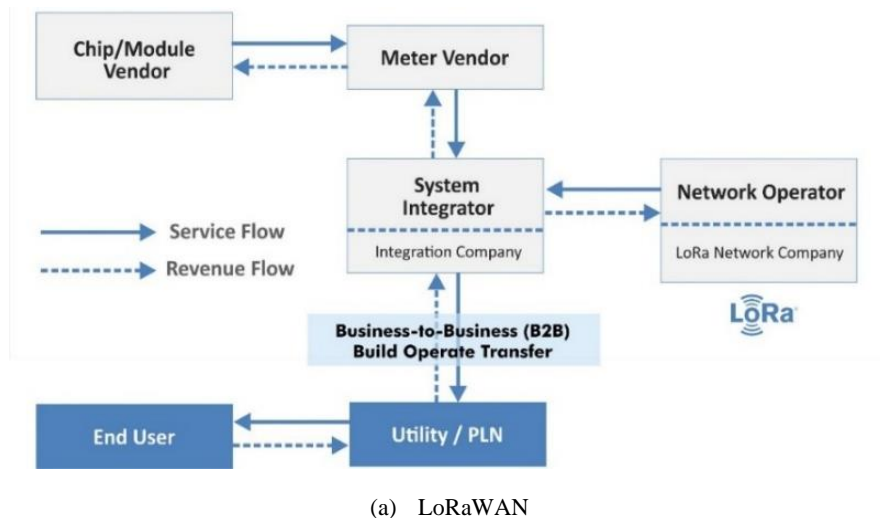 Chip/Module
Vendor
Meter Vendor
System
Integrator
Integration Company
Network Operator
LoRa Network Company
LoRa
Service Flow
Revenue Flow
Business-to-Business (B2B)
Build Operate Transfer
End User
Utility / PLN
(a) LoRaWAN